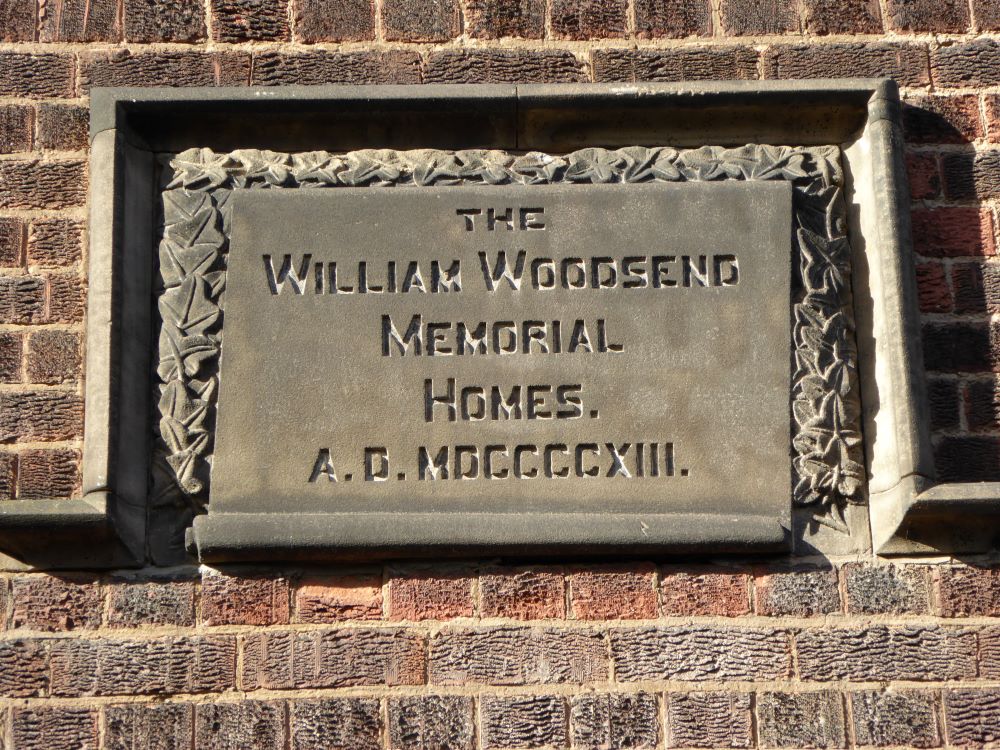 THE
WILLIAM WOODSEND
MEMORIAL
HOMES.
A.D. MDCCCCXIII.